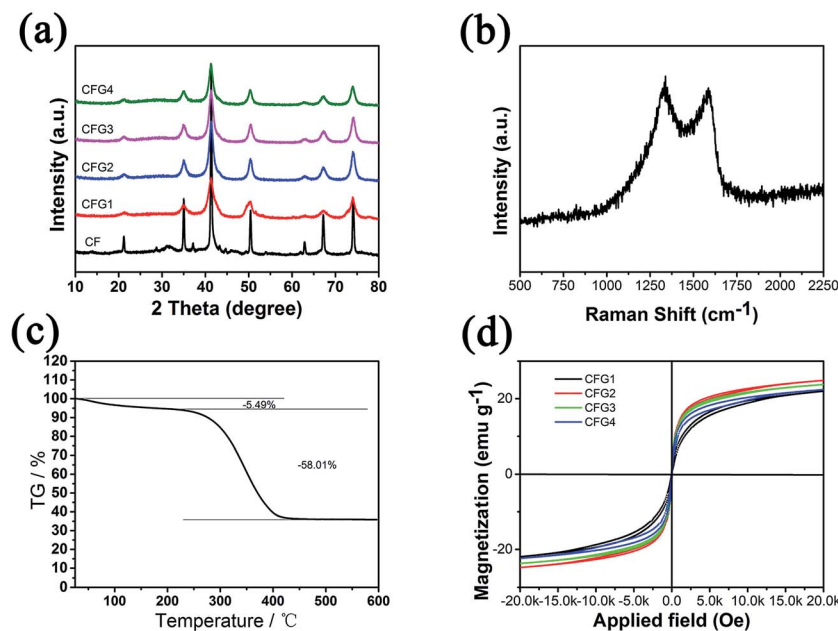 (a)
Intensity (a.u.)
CFG4
CFG3
CFG2
CFG1
CF
10 20 30 40 50 60 70 80
2 Theta (degree)
(b)
Intensity (a.u.)
500 750 1000 1250 1500 1750 2000 2250
Raman Shift (cm-1)
(c)
TG / %
120
110
100
90
80
70
60
50
40
30
20
10
0
-5.49%
-58.01%
0 100 200 300 400 500 600
Temperature / ℃
(d)
Magnetization (emu g-1)
CFG1
CFG2
CFG3
CFG4
20
0
-20
-20.0k -15.0k -10.0k -5.0k 0.0 5.0k 10.0k 15.0k 20.0k
Applied field (Oe)